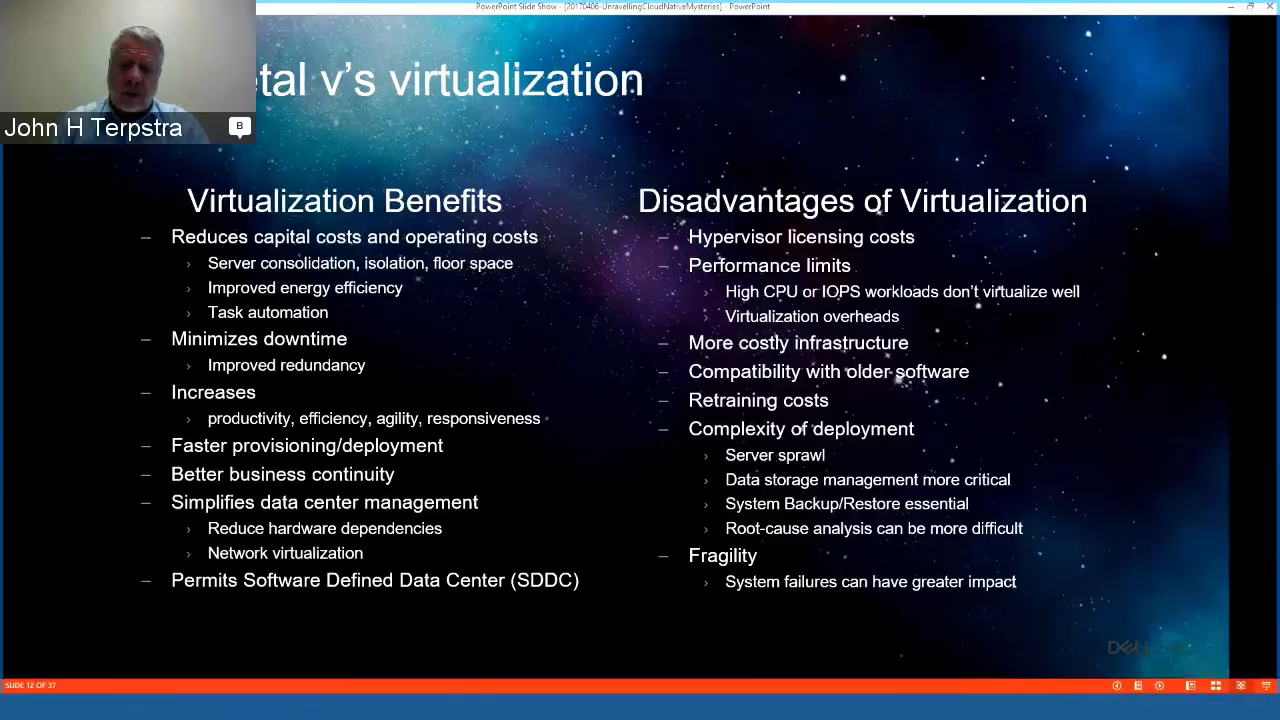 PowerPoint Slide Show - [20170406-UnravellingCloudNativeMysteries] - PowerPoint
etal v's virtualization
John H Terpstra
B
Virtualization Benefits
– Reduces capital costs and operating costs
› Server consolidation, isolation, floor space
› Improved energy efficiency
› Task automation
– Minimizes downtime
› Improved redundancy
– Increases
› productivity, efficiency, agility, responsiveness
– Faster provisioning/deployment
– Better business continuity
– Simplifies data center management
› Reduce hardware dependencies
› Network virtualization
– Permits Software Defined Data Center (SDDC)
Disadvantages of Virtualization
– Hypervisor licensing costs
– Performance limits
› High CPU or IOPS workloads don't virtualize well
› Virtualization overheads
– More costly infrastructure
– Compatibility with older software
– Retraining costs
– Complexity of deployment
› Server sprawl
› Data storage management more critical
› System Backup/Restore essential
› Root-cause analysis can be more difficult
– Fragility
› System failures can have greater impact
DELL
SLIDE 12 OF 37